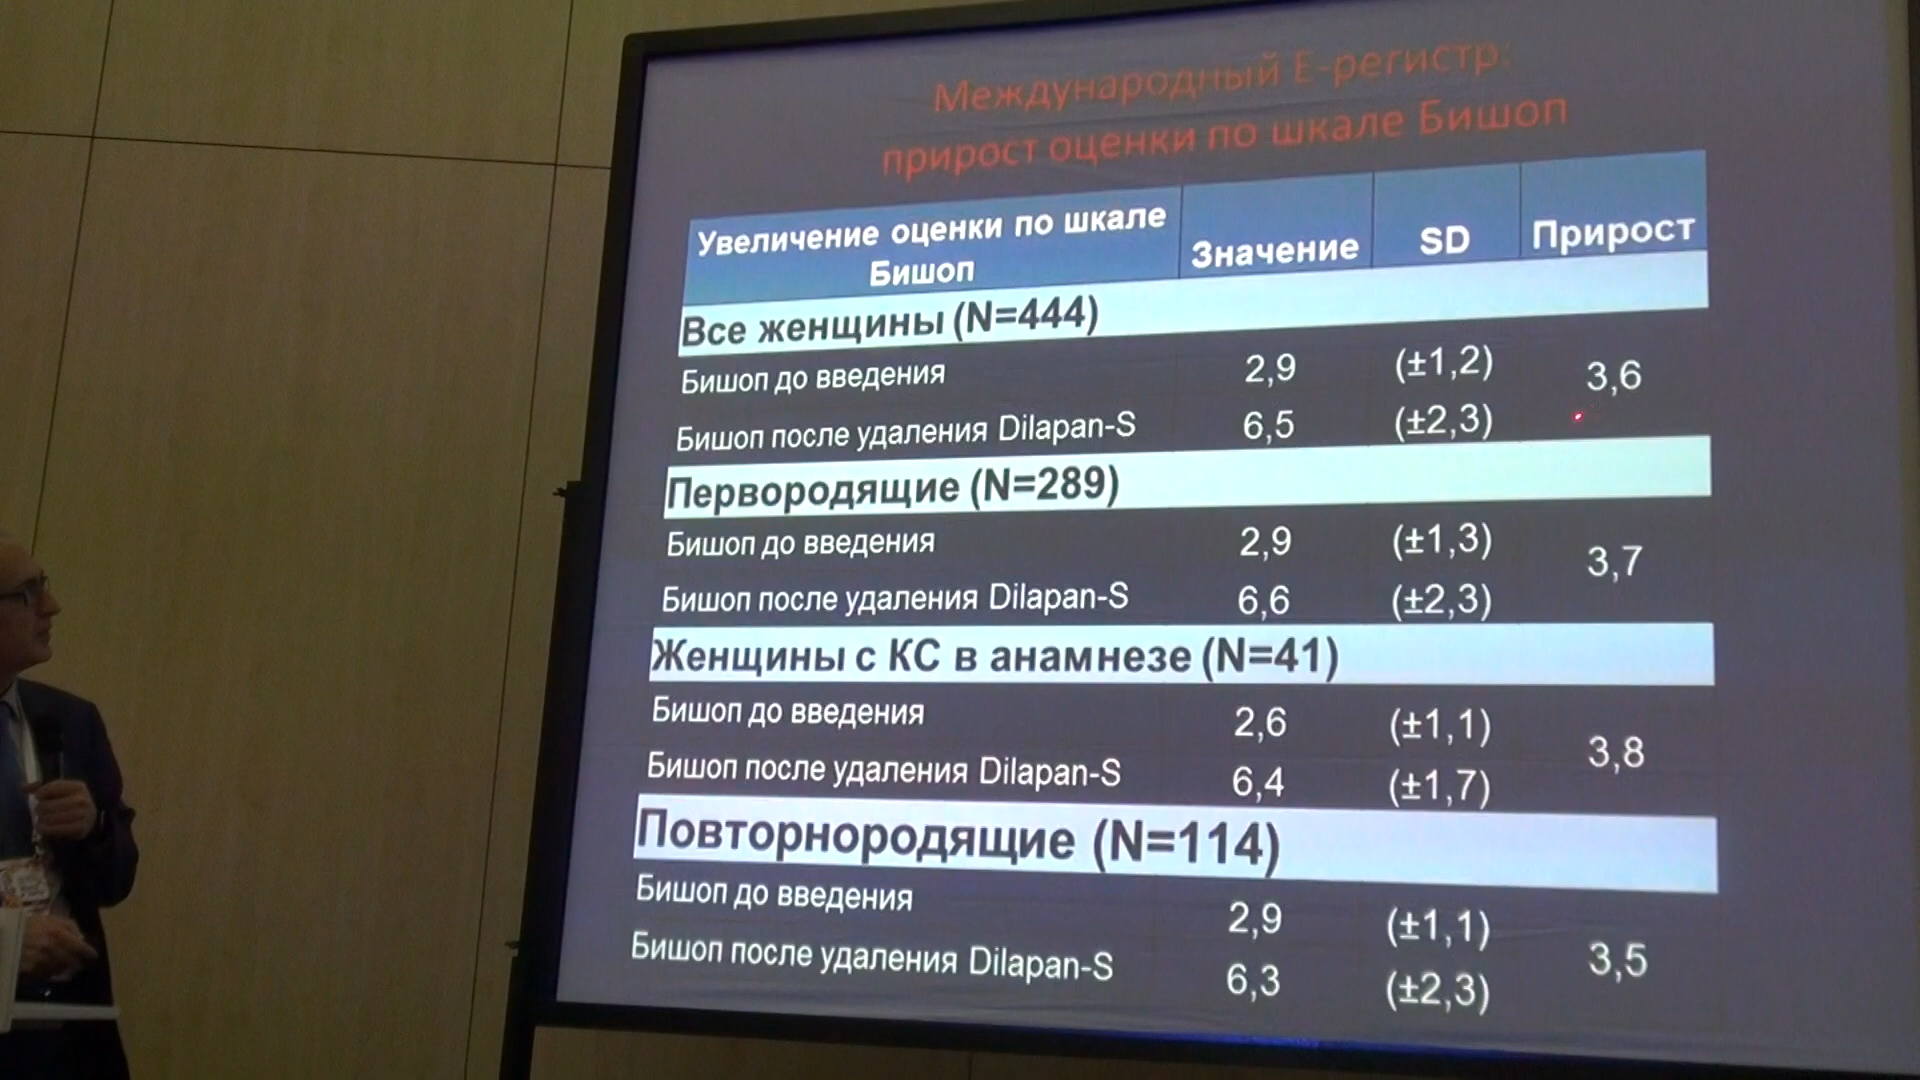 Международный Е-регистр:
прирост оценки по шкале Бишоп
Увеличение оценки по шкале
Бишоп
Значение
SD
Прирост
Все женщины (N=444)
Бишоп до введения 2,9 (±1,2)
3,6
Бишоп после удаления Dilapan-S 6,5 (±2,3)
Первородящие (N=289)
Бишоп до введения 2,9 (±1,3)
3,7
Бишоп после удаления Dilapan-S 6,6 (±2,3)
Женщины с КС в анамнезе (N=41)
Бишоп до введения 2,6 (±1,1)
3,8
Бишоп после удаления Dilapan-S 6,4 (±1,7)
Повторнородящие (N=114)
Бишоп до введения 2,9 (±1,1)
3,5
Бишоп после удаления Dilapan-S 6,3 (±2,3)